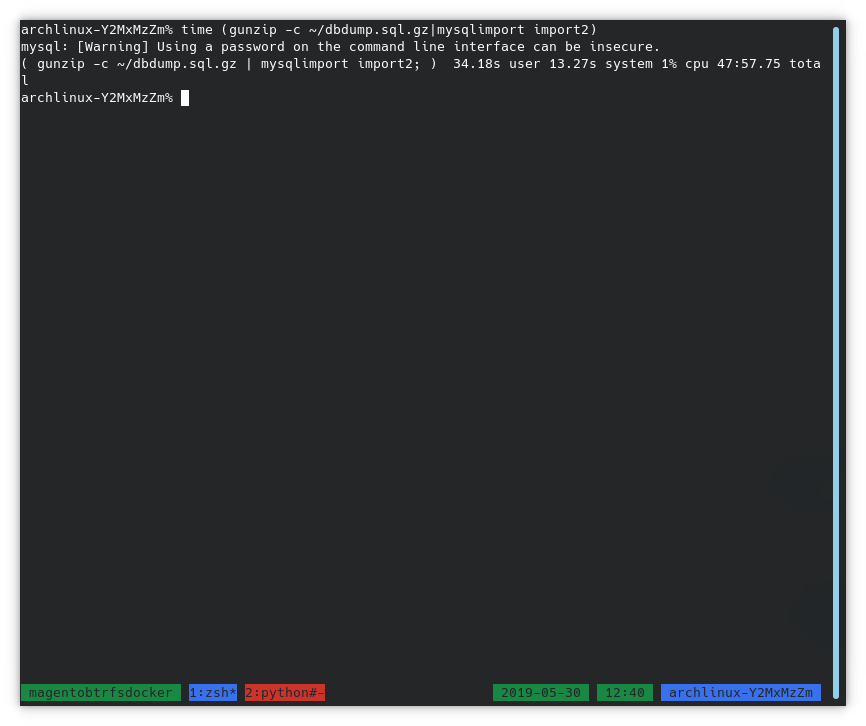 archlinux-Y2MxMzZm% time (gunzip -c ~/dbdump.sql.gz|mysqlimport import2)
mysql: [Warning] Using a password on the command line interface can be insecure.
( gunzip -c ~/dbdump.sql.gz | mysqlimport import2; )  34.18s user 13.27s system 1% cpu 47:57.75 tota
l
archlinux-Y2MxMzZm%
magentobtrfsdocker 1:zsh* 2:python#- 2019-05-30 12:40 archlinux-Y2MxMzZm